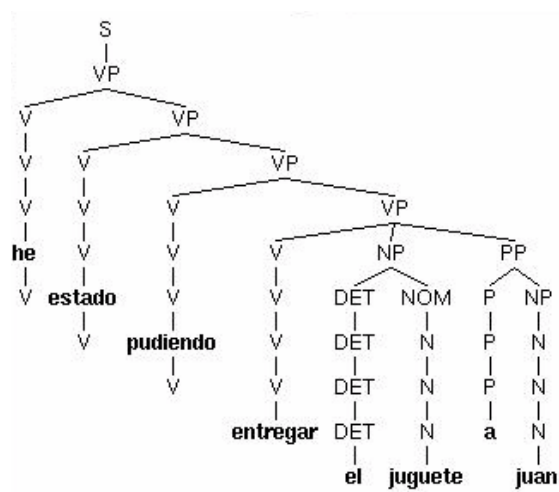 S
VP
V VP
V V VP
V V V VP
he V V V NP PP
V estado V V DET NOM P NP
V pudiendo V DET N P N
V V DET N P N
entregar DET N a N
el juguete juan